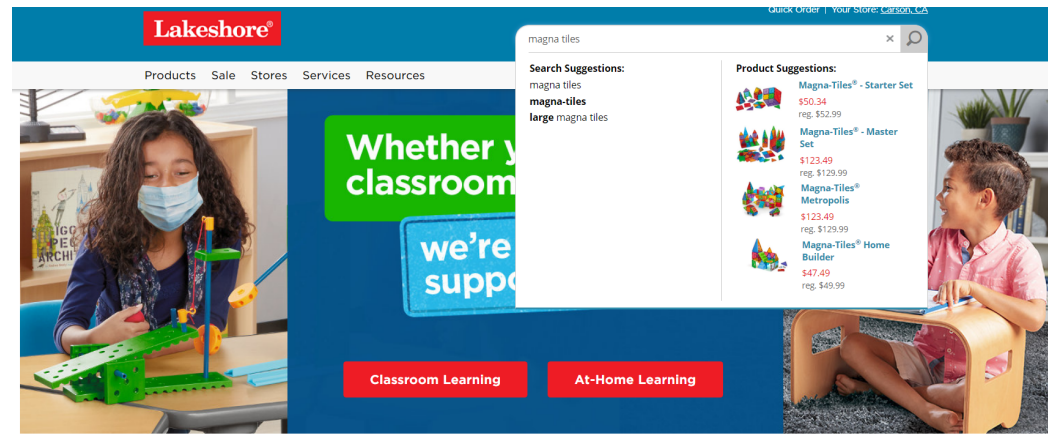 Quick Order | Your Store: Carson, CA
Lakeshore®
magna tiles ×
Products Sale Stores Services Resources
Search Suggestions:
magna tiles
magna-tiles
large magna tiles
Product Suggestions:
Magna-Tiles® - Starter Set
$50.34
reg. $52.99
Magna-Tiles® - Master
Set
$123.49
reg. $129.99
Magna-Tiles®
Metropolis
$123.49
reg. $129.99
Magna-Tiles® Home
Builder
$47.49
reg. $49.99
Whether
classroom
we're
Classroom Learning
At-Home Learning